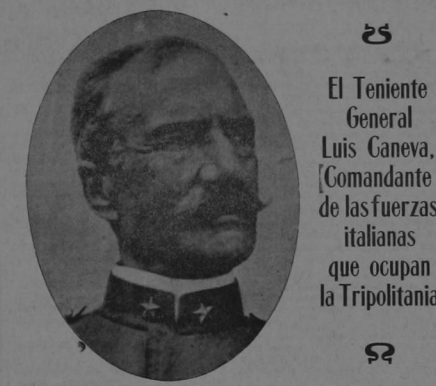 El Teniente
General
Luis Caneva,
[Comandante
de las fuerzas
italianas
que ocupan
la Tripolitania